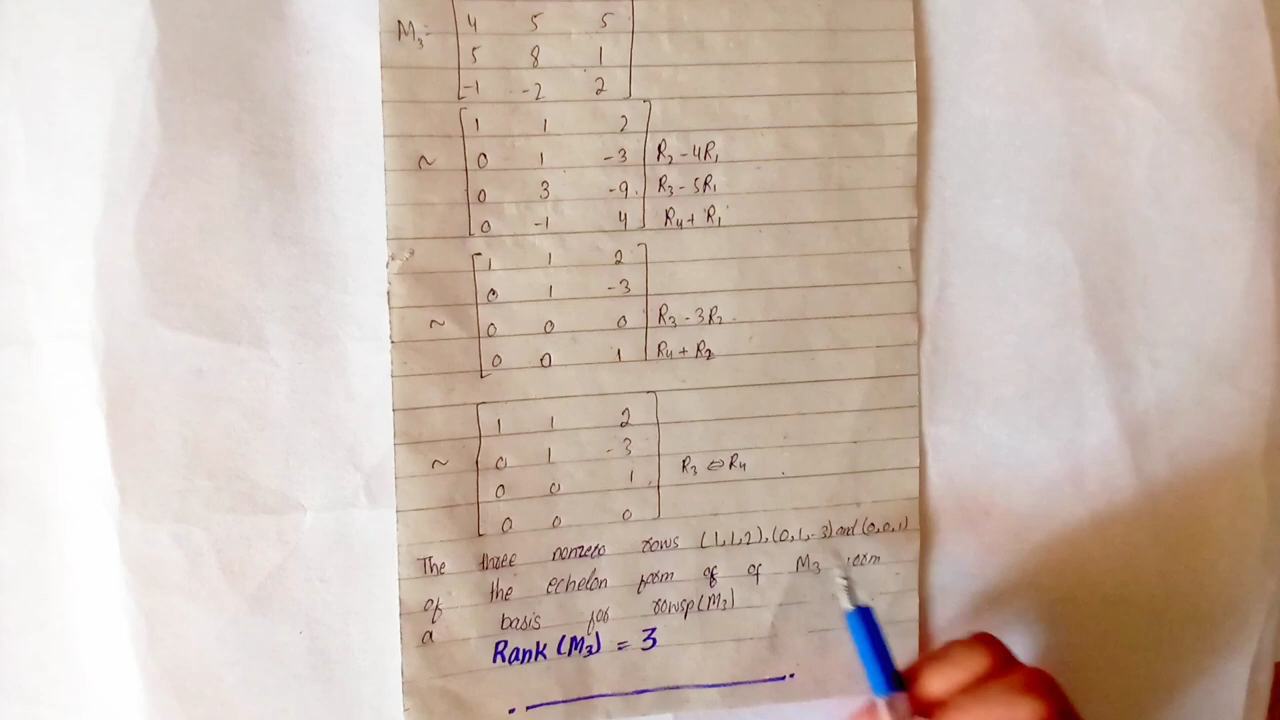 M₃=
4 5 5
5 8 1
-1 -2 2
1 1 2
~ 0 1 -3 R₂-4R₁
0 3 -9 R₃-5R₁
0 -1 4 R₄+R₁
1 1 2
0 1 -3
~ 0 0 0 R₃-3R₂
0 0 1 R₄+R₂
1 1 2
~ 0 1 -3
0 0 1 R₃⇔R₄
0 0 0
The three nonzero rows (1,1,2),(0,1,-3) and (0,0,1)
of the echelon form of of M₃
a basis for rowsp(M₃)
Rank(M₃) = 3